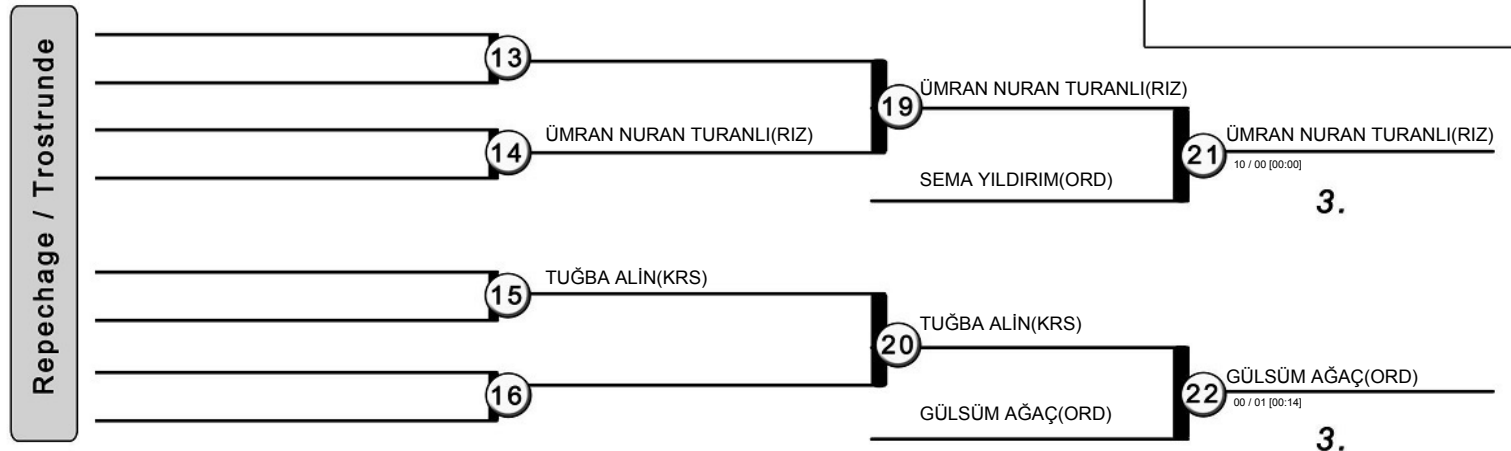 Repechage / Trostrunde
13
14
ÜMRAN NURAN TURANLI(RIZ)
19
ÜMRAN NURAN TURANLI(RIZ)
SEMA YILDIRIM(ORD)
21
ÜMRAN NURAN TURANLI(RIZ)
10 / 00 [00:00]
3.
15
TUĞBA ALİN(KRS)
16
20
TUĞBA ALİN(KRS)
GÜLSÜM AĞAÇ(ORD)
22
GÜLSÜM AĞAÇ(ORD)
00 / 01 [00:14]
3.